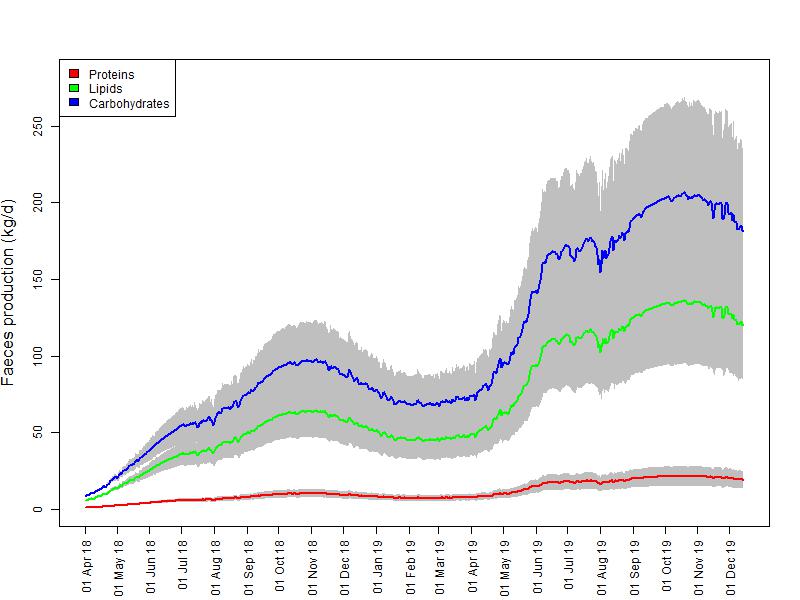 Proteins
Lipids
Carbohydrates
Faeces production (kg/d)
250
200
150
100
50
0
01 Apr 18
01 May 18
01 Jun 18
01 Jul 18
01 Aug 18
01 Sep 18
01 Oct 18
01 Nov 18
01 Dec 18
01 Jan 19
01 Feb 19
01 Mar 19
01 Apr 19
01 May 19
01 Jun 19
01 Jul 19
01 Aug 19
01 Sep 19
01 Oct 19
01 Nov 19
01 Dec 19